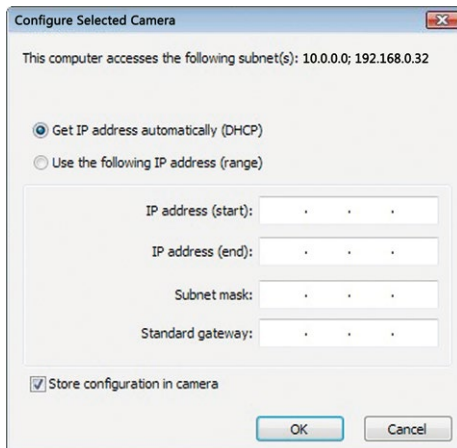 Configure Selected Camera
This computer accesses the following subnet(s): 10.0.0.0; 192.168.0.32
Get IP address automatically (DHCP)
Use the following IP address (range)
IP address (start): . . .
IP address (end): . . .
Subnet mask: . . .
Standard gateway: . . .
Store configuration in camera
OK Cancel